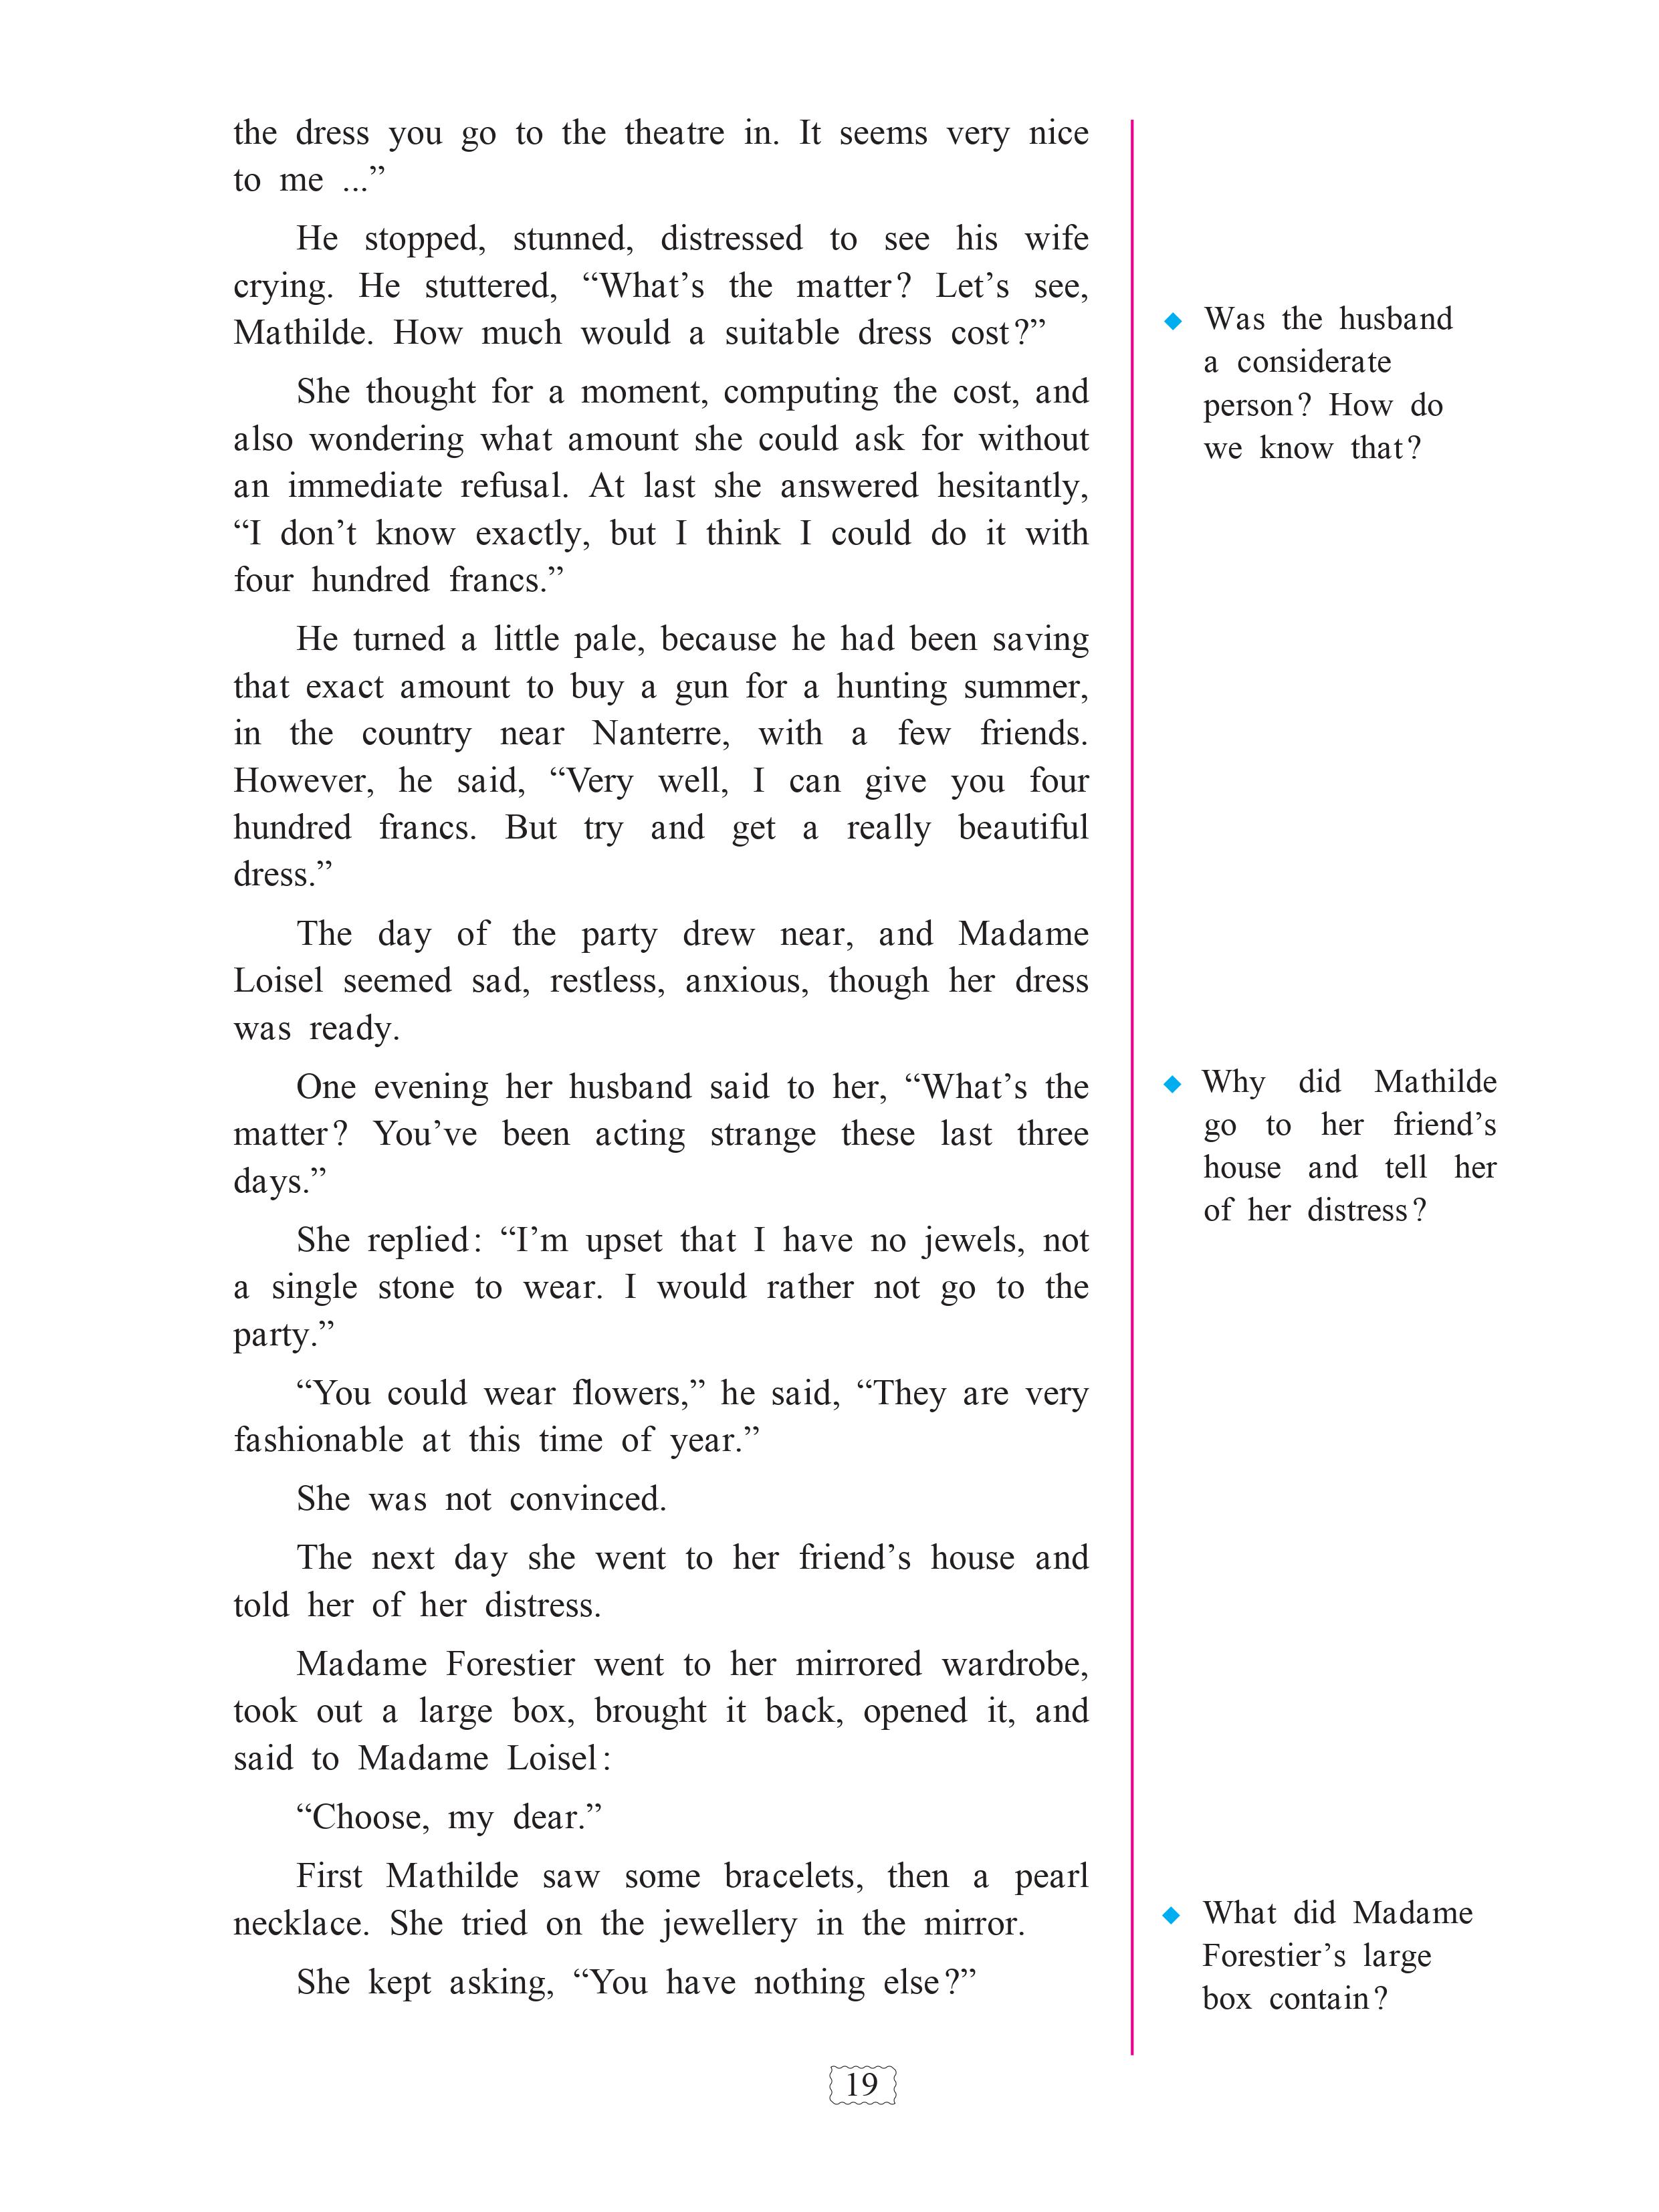 the dress you go to the theatre in. It seems very nice
to me ...”
He stopped, stunned, distressed to see his wife
crying. He stuttered, “What’s the matter? Let’s see,
Mathilde. How much would a suitable dress cost?”
She thought for a moment, computing the cost, and
also wondering what amount she could ask for without
an immediate refusal. At last she answered hesitantly,
“I don’t know exactly, but I think I could do it with
four hundred francs.”
He turned a little pale, because he had been saving
that exact amount to buy a gun for a hunting summer,
in the country near Nanterre, with a few friends.
However, he said, “Very well, I can give you four
hundred francs. But try and get a really beautiful
dress.”
The day of the party drew near, and Madame
Loisel seemed sad, restless, anxious, though her dress
was ready.
One evening her husband said to her, “What’s the
matter? You’ve been acting strange these last three
days.”
She replied: “I’m upset that I have no jewels, not
a single stone to wear. I would rather not go to the
party.”
“You could wear flowers,” he said, “They are very
fashionable at this time of year.”
She was not convinced.
The next day she went to her friend’s house and
told her of her distress.
Madame Forestier went to her mirrored wardrobe,
took out a large box, brought it back, opened it, and
said to Madame Loisel:
“Choose, my dear.”
First Mathilde saw some bracelets, then a pearl
necklace. She tried on the jewellery in the mirror.
She kept asking, “You have nothing else?”
◆ Was the husband
a considerate
person? How do
we know that?
◆ Why did Mathilde
go to her friend’s
house and tell her
of her distress?
◆ What did Madame
Forestier’s large
box contain?
19